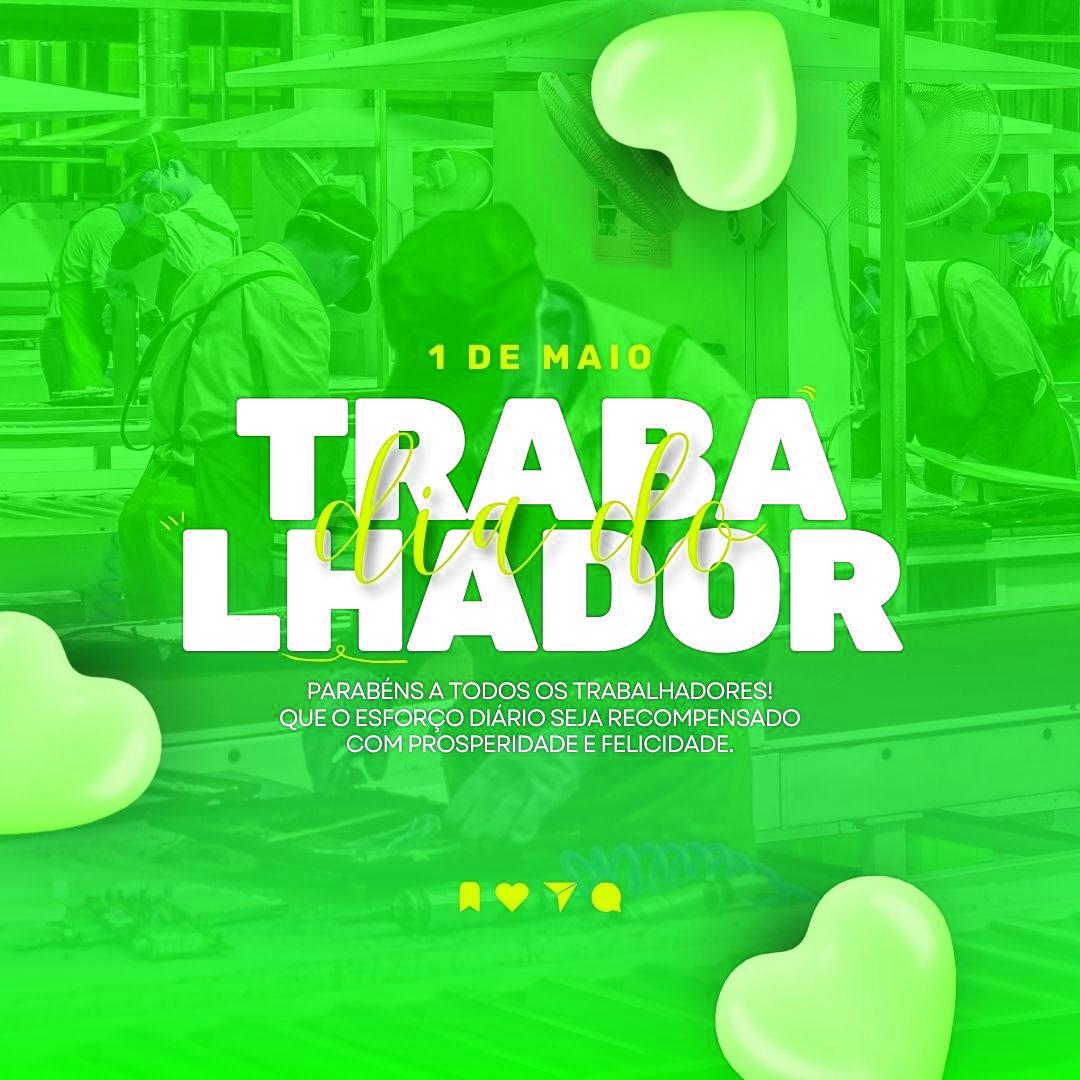 1 DE MAIO
dia do
TRABA
LHADOR
PARABÉNS A TODOS OS TRABALHADORES!
QUE O ESFORÇO DIÁRIO SEJA RECOMPENSADO
COM PROSPERIDADE E FELICIDADE.